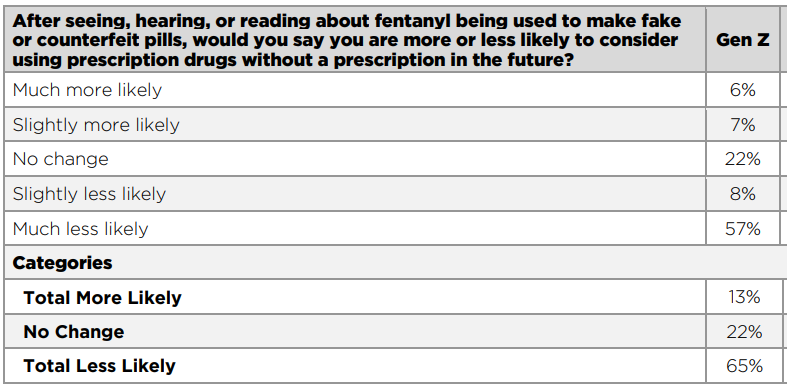 After seeing, hearing, or reading about fentanyl being used to make fake
or counterfeit pills, would you say you are more or less likely to consider
using prescription drugs without a prescription in the future?
Gen Z
Much more likely 6%
Slightly more likely 7%
No change 22%
Slightly less likely 8%
Much less likely 57%
Categories
Total More Likely 13%
No Change 22%
Total Less Likely 65%